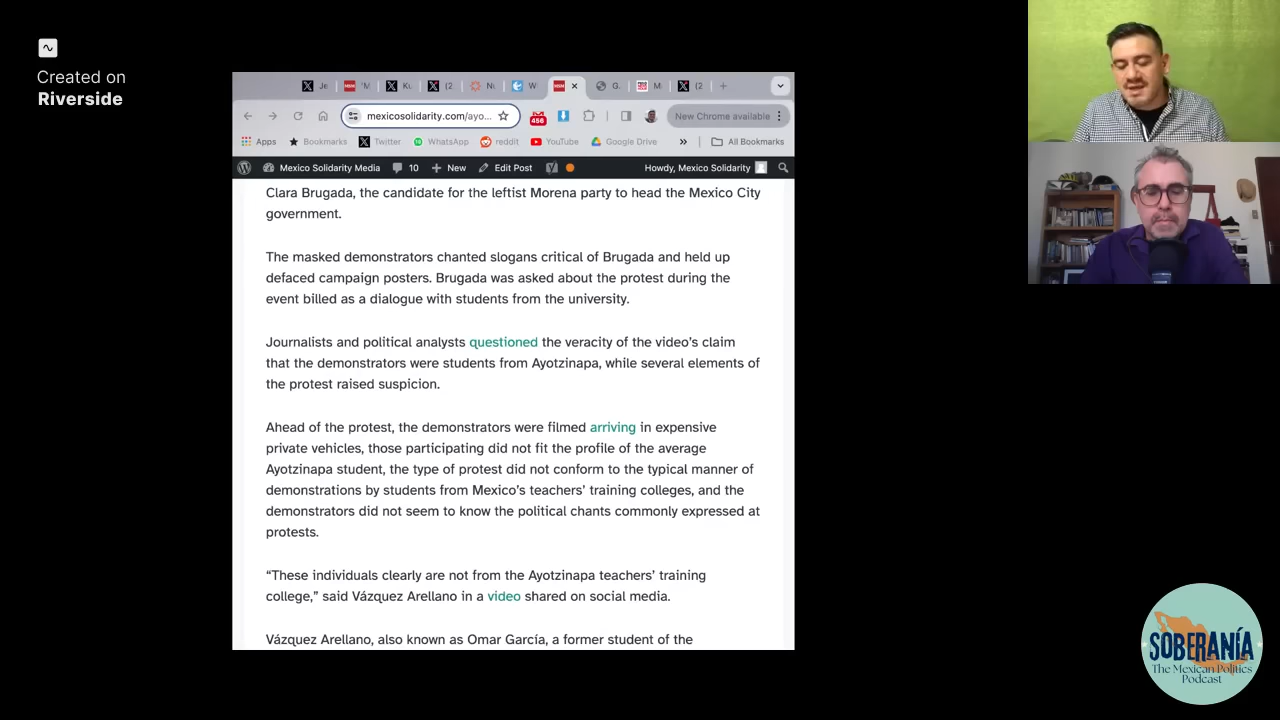 Created on
Riverside
mexicosolidarity.com/ayo...
458
New Chrome available
Apps
Bookmarks
Twitter
WhatsApp
reddit
YouTube
Google Drive
»
All Bookmarks
Mexico Solidarity Media
10
New
Edit Post
Howdy, Mexico Solidarity
Clara Brugada, the candidate for the leftist Morena party to head the Mexico City
government.
The masked demonstrators chanted slogans critical of Brugada and held up
defaced campaign posters. Brugada was asked about the protest during the
event billed as a dialogue with students from the university.
Journalists and political analysts questioned the veracity of the video’s claim
that the demonstrators were students from Ayotzinapa, while several elements of
the protest raised suspicion.
Ahead of the protest, the demonstrators were filmed arriving in expensive
private vehicles, those participating did not fit the profile of the average
Ayotzinapa student, the type of protest did not conform to the typical manner of
demonstrations by students from Mexico’s teachers’ training colleges, and the
demonstrators did not seem to know the political chants commonly expressed at
protests.
“These individuals clearly are not from the Ayotzinapa teachers’ training
college,” said Vázquez Arellano in a video shared on social media.
Vázquez Arellano, also known as Omar García, a former student of the
SOBERANÍA
The Mexican Politics
Podcast